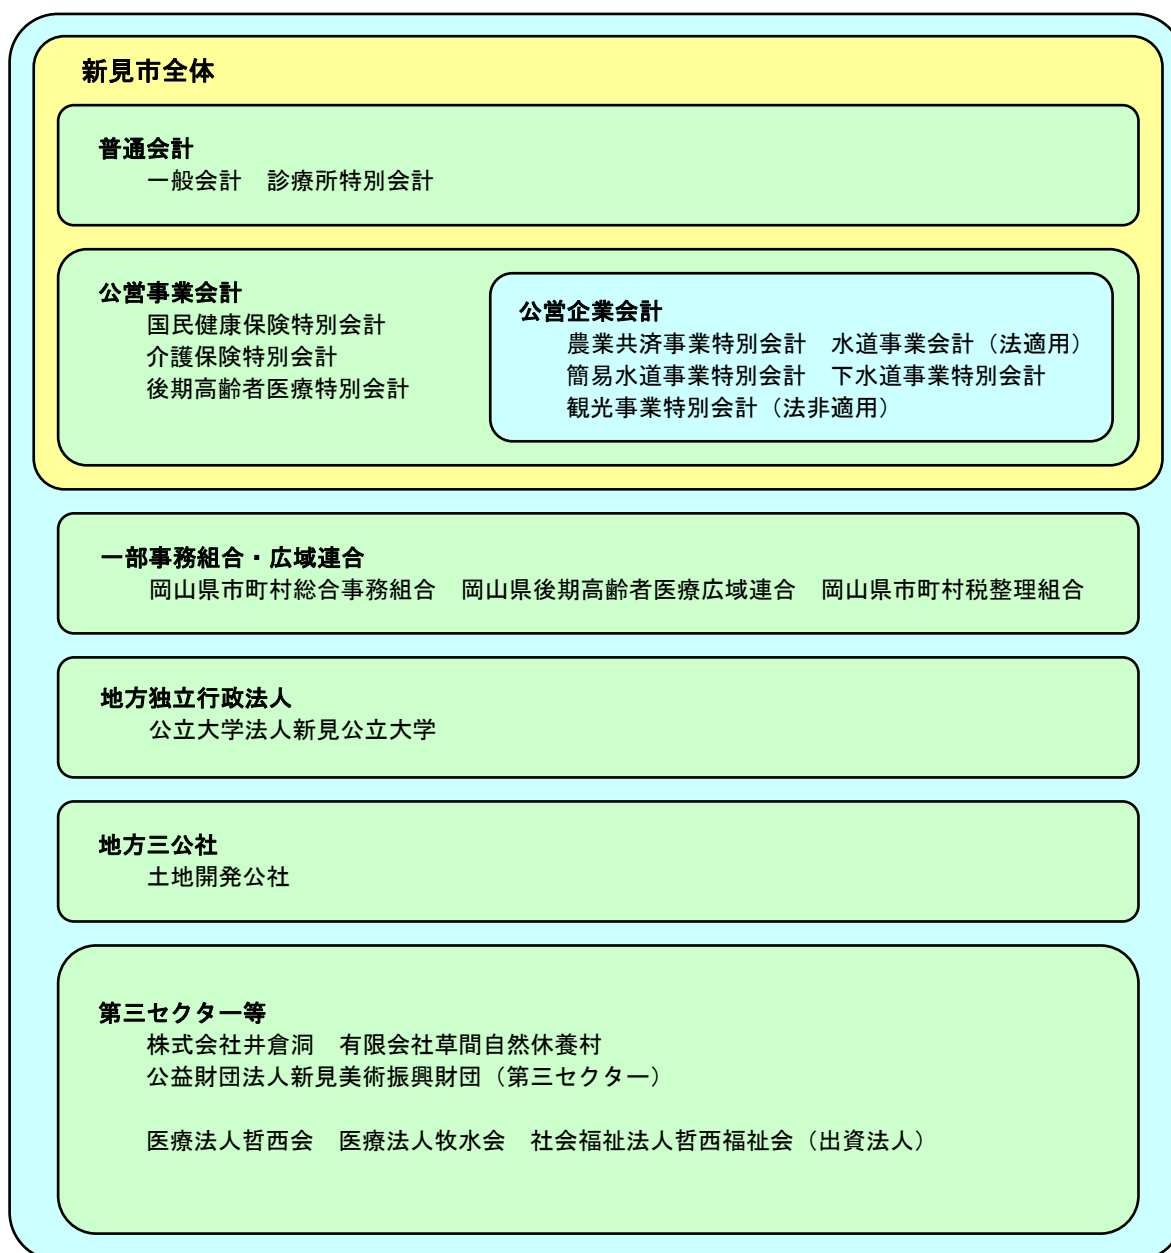 新見市全体
普通会計
一般会計　診療所特別会計
公営事業会計
国民健康保険特別会計
介護保険特別会計
後期高齢者医療特別会計
公営企業会計
農業共済事業特別会計　水道事業会計（法適用）
簡易水道事業特別会計　下水道事業特別会計
観光事業特別会計（法非適用）
一部事務組合・広域連合
岡山県市町村総合事務組合　岡山県後期高齢者医療広域連合　岡山県市町村税整理組合
地方独立行政法人
公立大学法人新見公立大学
地方三公社
土地開発公社
第三セクター等
株式会社井倉洞　有限会社草間自然休養村
公益財団法人新見美術振興財団（第三セクター）
医療法人哲西会　医療法人牧水会　社会福祉法人哲西福祉会（出資法人）